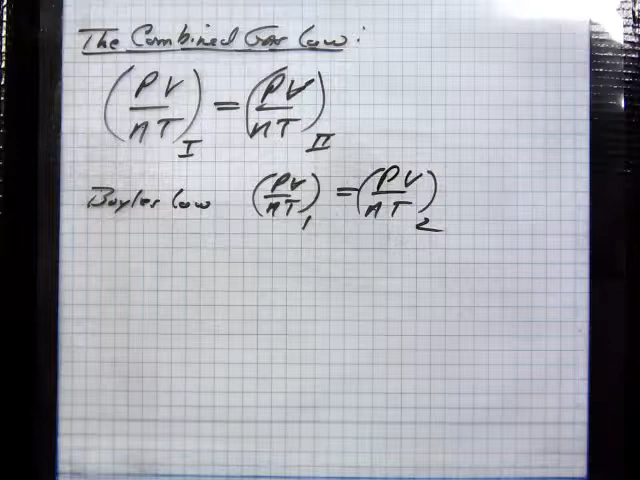 The Combined Gas Law:
(PV/nT)I = (PV/nT)II
Boyles law (PV/nT)1 = (PV/nT)2